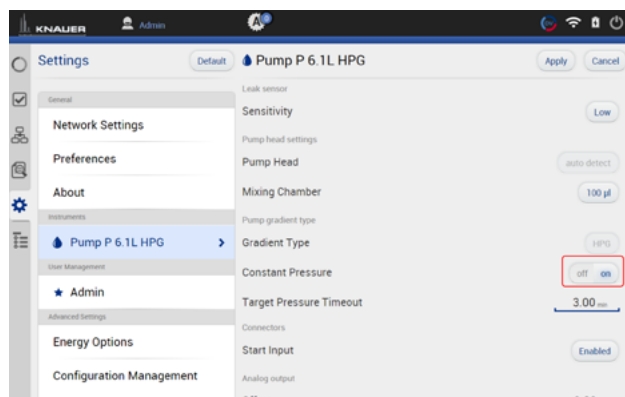 KNAUER Admin
Settings Default Pump P 6.1L HPG Apply Cancel
General
Network Settings
Preferences
About
Instruments
Pump P 6.1L HPG
User Management
Admin
Advanced Settings
Energy Options
Configuration Management
Leak sensor
Sensitivity Low
Pump head settings
Pump Head auto detect
Mixing Chamber 100 µl
Pump gradient type
Gradient Type HPG
Constant Pressure off on
Target Pressure Timeout 3.00 min
Connectors
Start Input Enabled
Analog output